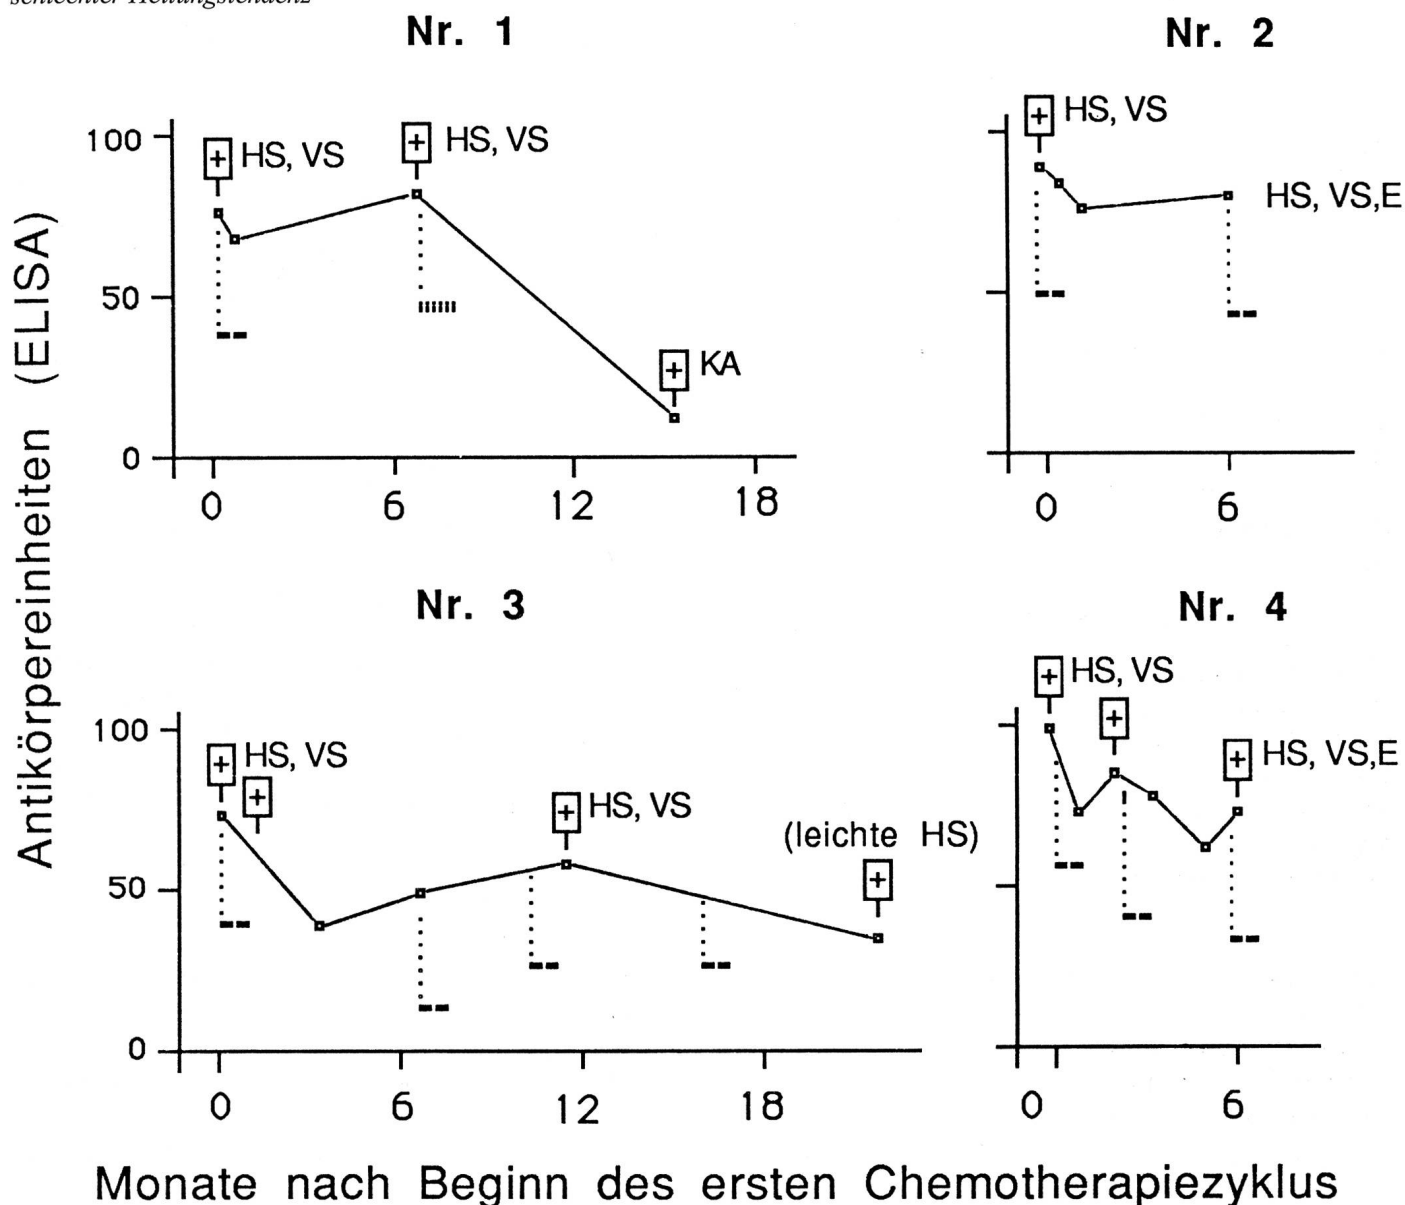 schlechter Heilungstendenz
Nr. 1
Nr. 2
Antikörpereinheiten (ELISA)
100
50
0
+ HS, VS
+ HS, VS
+ KA
0 6 12 18
+ HS, VS
HS, VS,E
0 6
Nr. 3
Nr. 4
100
50
0
+ HS, VS
+
+ HS, VS
(leichte HS)
+
0 6 12 18
+ HS, VS
+
+ HS, VS,E
0 6
Monate nach Beginn des ersten Chemotherapiezyklus